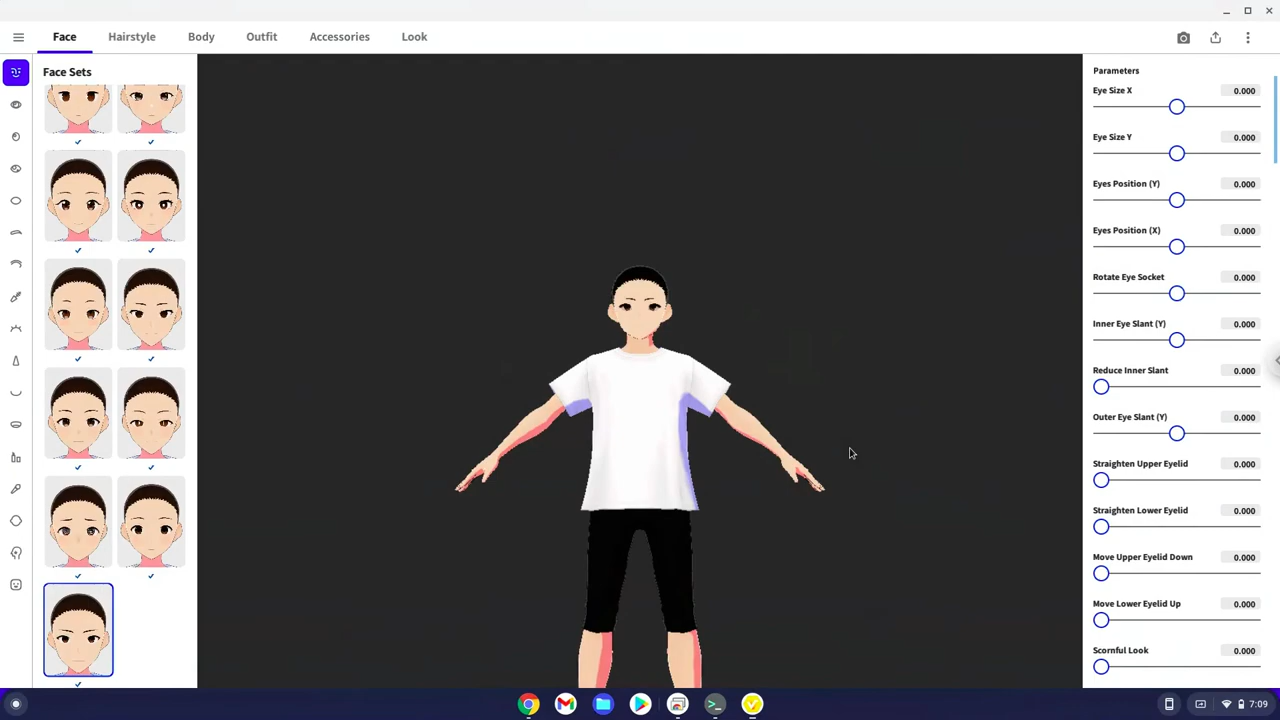 Face Hairstyle Body Outfit Accessories Look
Face Sets
Parameters
Eye Size X 0.000
Eye Size Y 0.000
Eyes Position (Y) 0.000
Eyes Position (X) 0.000
Rotate Eye Socket 0.000
Inner Eye Slant (Y) 0.000
Reduce Inner Slant 0.000
Outer Eye Slant (Y) 0.000
Straighten Upper Eyelid 0.000
Straighten Lower Eyelid 0.000
Move Upper Eyelid Down 0.000
Move Lower Eyelid Up 0.000
Scornful Look 0.000
7:09